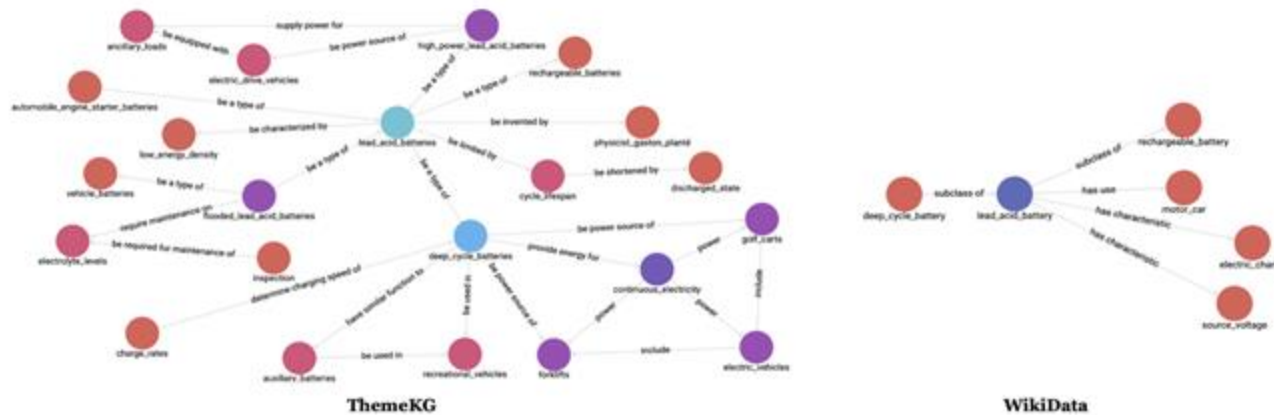 supply power for
ancillary_loads
be equipped with
be power source of
high_power_lead_acid_batteries
electric_drive_vehicles
be a type of
rechargeable_batteries
be a type of
automobile_engine_starter_batteries
be a type of
be characterized by
lead_acid_batteries
be invented by
physicist_gaston_planté
low_energy_density
be a type of
be limited by
vehicle_batteries
be a type of
be a type of
cycle_lifespan
be shortened by
discharged_state
flooded_lead_acid_batteries
require maintenance on
electrolyte_levels
be required for maintenance of
inspection
deep_cycle_batteries
be power source of
golf_carts
provide energy for
power
continuous_electricity
determine charging speed of
have similar function to
be used in
be power source of
power
power
include
charge_rates
auxiliary_batteries
be used in
recreational_vehicles
forklifts
include
electric_vehicles
ThemeKG
subclass of
rechargeable_battery
deep_cycle_battery
subclass of
lead_acid_battery
has use
motor_car
has characteristic
electric_char
has characteristic
source_voltage
WikiData